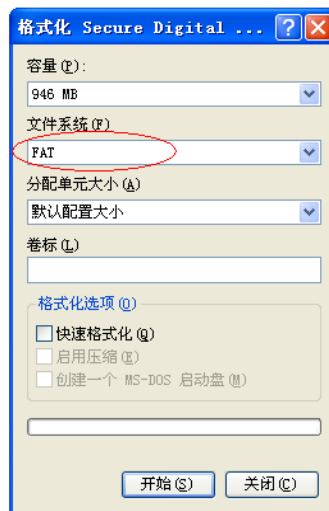 格式化 Secure Digital ...
容量(P):
946 MB
文件系统(F)
FAT
分配单元大小(A)
默认配置大小
卷标(L)
格式化选项(O)
快速格式化(Q)
启用压缩(E)
创建一个 MS-DOS 启动盘(M)
开始(S)
关闭(C)